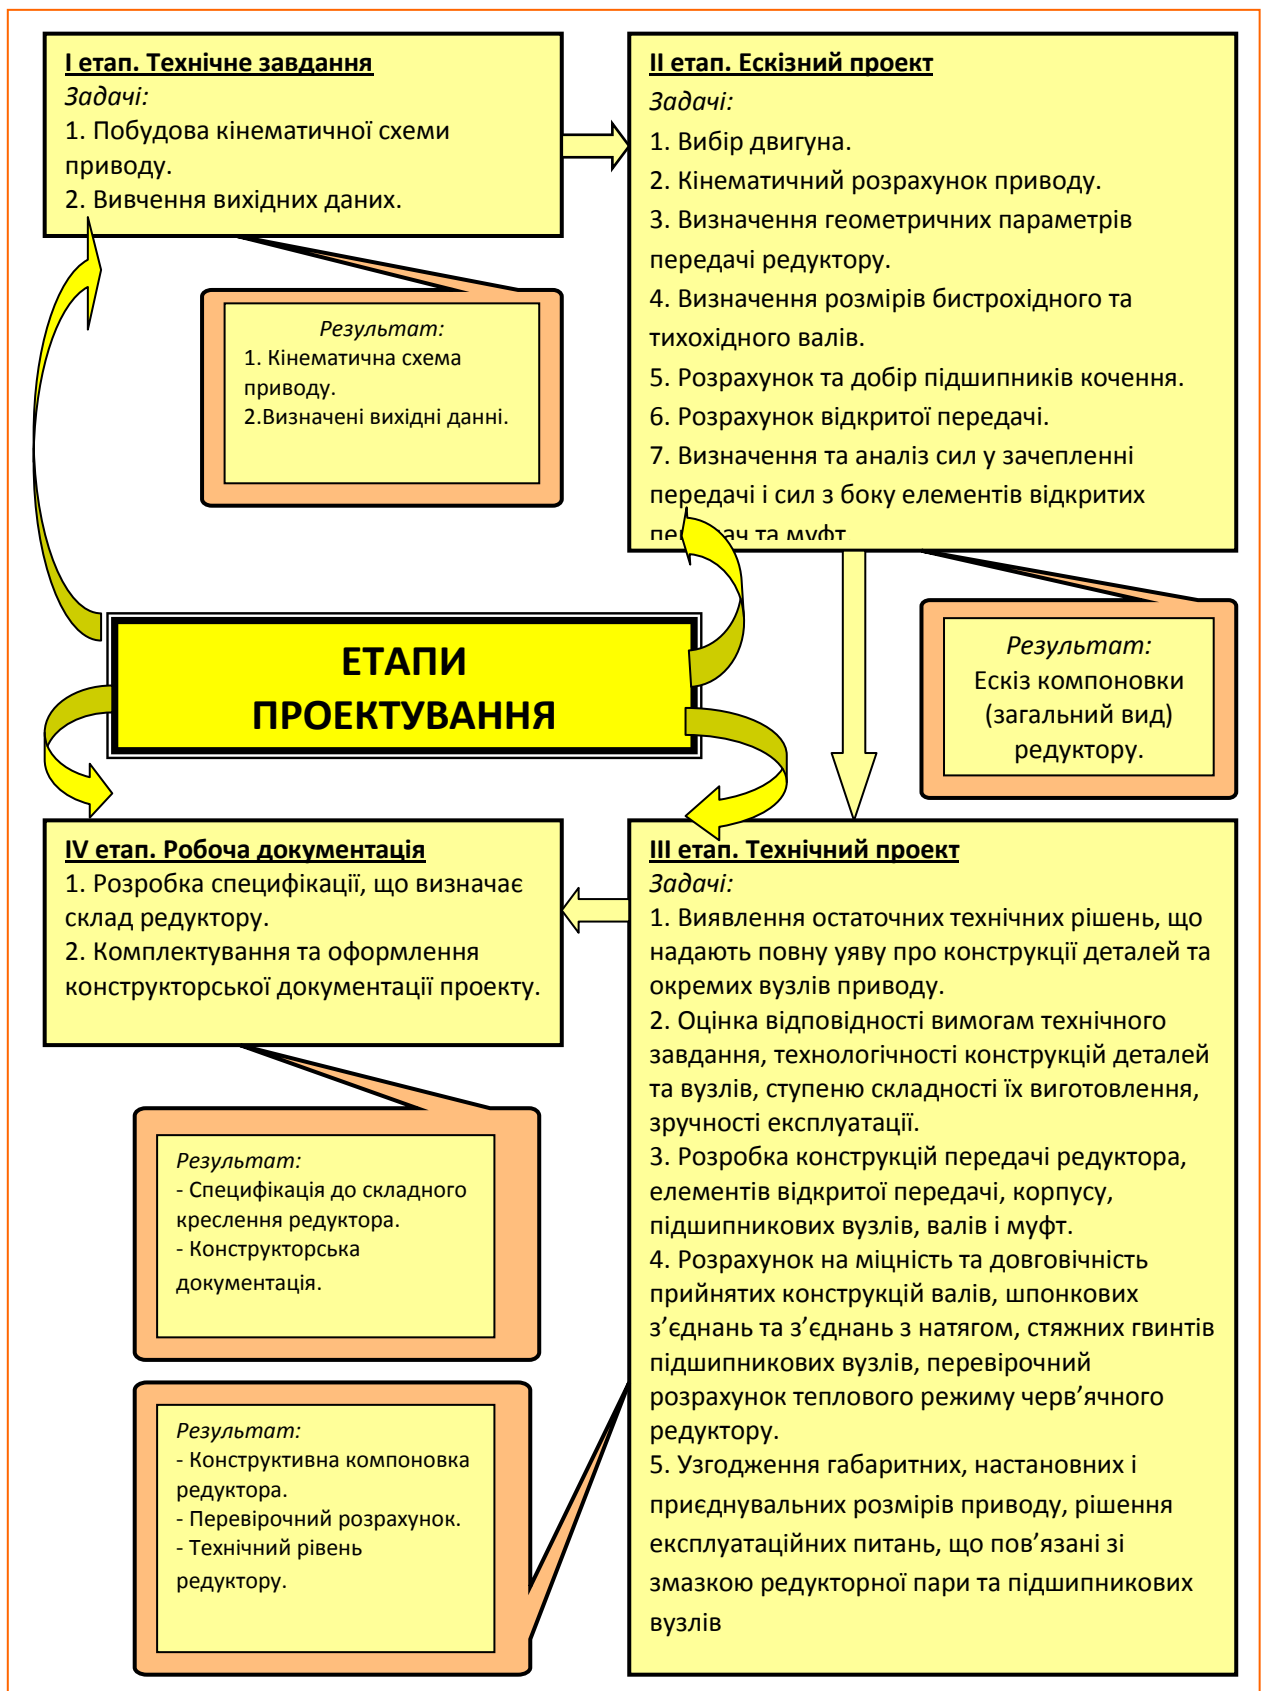 І етап. Технічне завдання
Задачі:
1. Побудова кінематичної схеми
приводу.
2. Вивчення вихідних даних.
Результат:
1. Кінематична схема
приводу.
2.Визначені вихідні данні.
ІІ етап. Ескізний проект
Задачі:
1. Вибір двигуна.
2. Кінематичний розрахунок приводу.
3. Визначення геометричних параметрів
передачі редуктору.
4. Визначення розмірів бистрохідного та
тихохідного валів.
5. Розрахунок та добір підшипників кочення.
6. Розрахунок відкритої передачі.
7. Визначення та аналіз сил у зачепленні
передачі і сил з боку елементів відкритих
та муфт
Результат:
Ескіз компоновки
(загальний вид)
редуктору.
ЕТАПИ
ПРОЕКТУВАННЯ
IV етап. Робоча документація
1. Розробка специфікації, що визначає
склад редуктору.
2. Комплектування та оформлення
конструкторської документації проекту.
Результат:
- Специфікація до складного
креслення редуктора.
- Конструкторська
документація.
Результат:
- Конструктивна компоновка
редуктора.
- Перевірочний розрахунок.
- Технічний рівень
редуктору.
ІІІ етап. Технічний проект
Задачі:
1. Виявлення остаточних технічних рішень, що
надають повну уяву про конструкції деталей та
окремих вузлів приводу.
2. Оцінка відповідності вимогам технічного
завдання, технологічності конструкцій деталей
та вузлів, ступеню складності їх виготовлення,
зручності експлуатації.
3. Розробка конструкцій передачі редуктора,
елементів відкритої передачі, корпусу,
підшипникових вузлів, валів і муфт.
4. Розрахунок на міцність та довговічність
прийнятих конструкцій валів, шпонкових
з’єднань та з’єднань з натягом, стяжних гвинтів
підшипникових вузлів, перевірочний
розрахунок теплового режиму черв’ячного
редуктору.
5. Узгодження габаритних, настановних і
приєднувальних розмірів приводу, рішення
експлуатаційних питань, що пов’язані зі
змазкою редукторної пари та підшипникових
вузлів